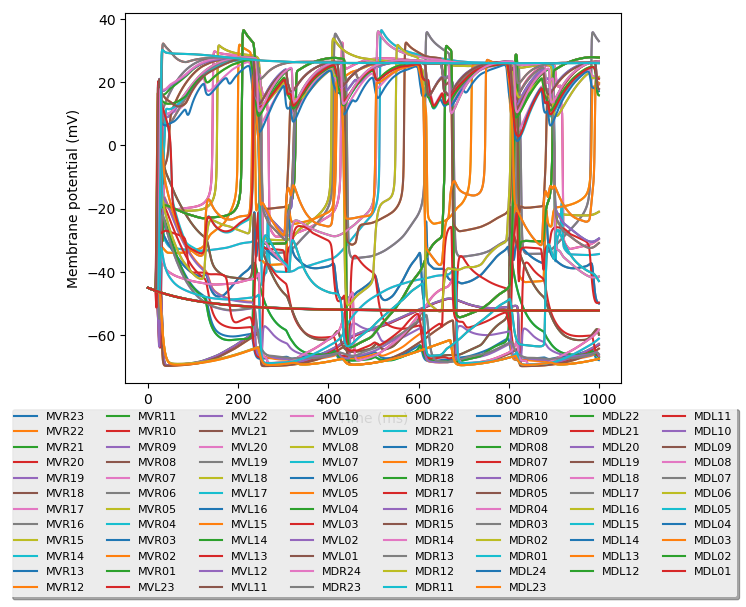 40
20
0
−20
−40
−60
Membrane potential (mV)
0 200 400 600 800 1000
Time (ms)
MVR23 MVR11 MVL22 MVL10 MDR22 MDR10 MDL22 MDL11
MVR22 MVR10 MVL21 MVL09 MDR21 MDR09 MDL21 MDL10
MVR21 MVR09 MVL20 MVL08 MDR20 MDR08 MDL20 MDL09
MVR20 MVR08 MVL19 MVL07 MDR19 MDR07 MDL19 MDL08
MVR19 MVR07 MVL18 MVL06 MDR18 MDR06 MDL18 MDL07
MVR18 MVR06 MVL17 MVL05 MDR17 MDR05 MDL17 MDL06
MVR17 MVR05 MVL16 MVL04 MDR16 MDR04 MDL16 MDL05
MVR16 MVR04 MVL15 MVL03 MDR15 MDR03 MDL15 MDL04
MVR15 MVR03 MVL14 MVL02 MDR14 MDR02 MDL14 MDL03
MVR14 MVR02 MVL13 MVL01 MDR13 MDR01 MDL13 MDL02
MVR13 MVR01 MVL12 MDR24 MDR12 MDL24 MDL12 MDL01
MVR12 MVL23 MVL11 MDR23 MDR11 MDL23